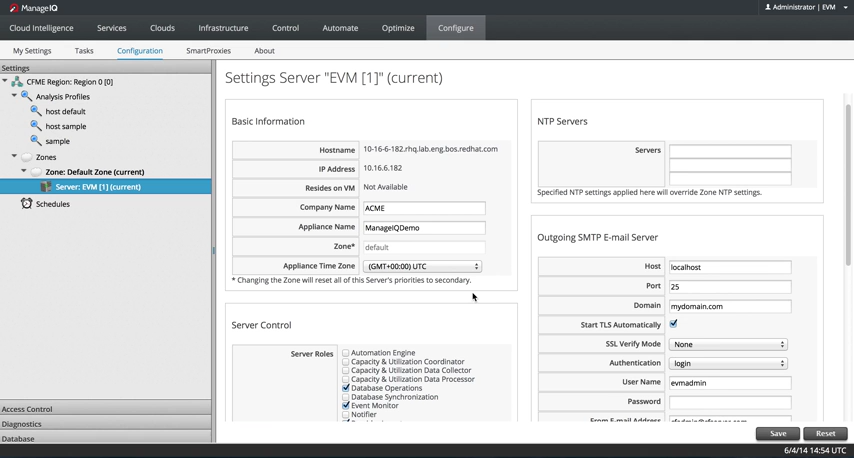 ManageIQ
Administrator | EVM
Cloud Intelligence Services Clouds Infrastructure Control Automate Optimize Configure
My Settings Tasks Configuration SmartProxies About
Settings
CFME Region: Region 0 [0]
Analysis Profiles
host default
host sample
sample
Zones
Zone: Default Zone (current)
Server: EVM [1] (current)
Schedules
Access Control
Diagnostics
Database
Settings Server "EVM [1]" (current)
Basic Information
Hostname 10-16-6-182.rhq.lab.eng.bos.redhat.com
IP Address 10.16.6.182
Resides on VM Not Available
Company Name ACME
Appliance Name ManageIQDemo
Zone* default
Appliance Time Zone (GMT+00:00) UTC
* Changing the Zone will reset all of this Server's priorities to secondary.
Server Control
Server Roles
Automation Engine
Capacity & Utilization Coordinator
Capacity & Utilization Data Collector
Capacity & Utilization Data Processor
Database Operations
Database Synchronization
Event Monitor
Notifier
NTP Servers
Servers
Specified NTP settings applied here will override Zone NTP settings.
Outgoing SMTP E-mail Server
Host localhost
Port 25
Domain mydomain.com
Start TLS Automatically
SSL Verify Mode None
Authentication login
User Name evmadmin
Password
From E-mail Address
Save Reset
6/4/14 14:54 UTC